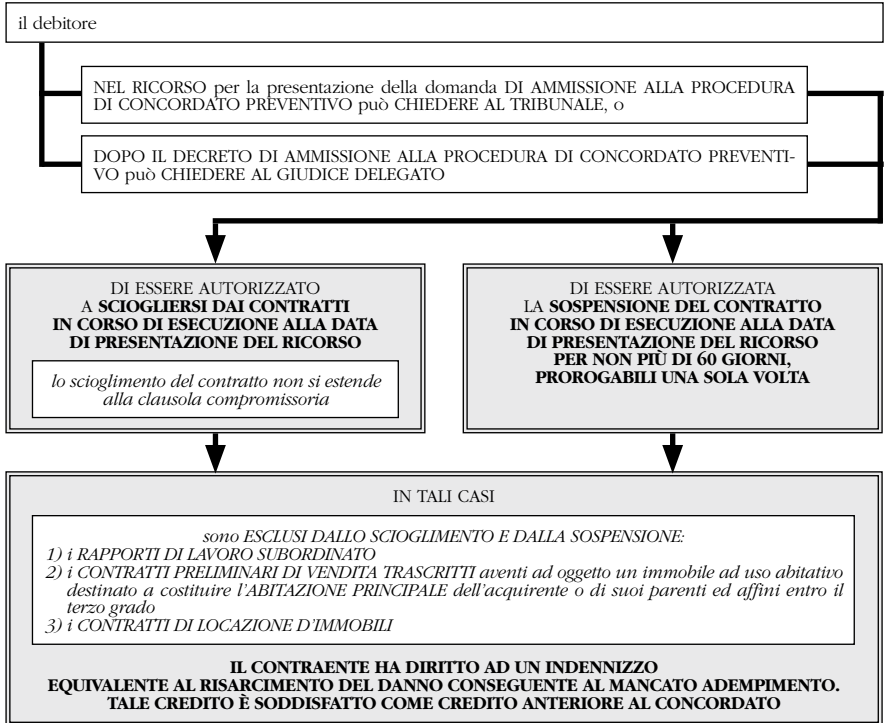 il debitore
NEL RICORSO per la presentazione della domanda DI AMMISSIONE ALLA PROCEDURA
DI CONCORDATO PREVENTIVO può CHIEDERE AL TRIBUNALE, o
DOPO IL DECRETO DI AMMISSIONE ALLA PROCEDURA DI CONCORDATO PREVENTI-
VO può CHIEDERE AL GIUDICE DELEGATO
DI ESSERE AUTORIZZATO
A SCIOGLIERSI DAI CONTRATTI
IN CORSO DI ESECUZIONE ALLA DATA
DI PRESENTAZIONE DEL RICORSO
lo scioglimento del contratto non si estende
alla clausola compromissoria
DI ESSERE AUTORIZZATA
LA SOSPENSIONE DEL CONTRATTO
IN CORSO DI ESECUZIONE ALLA DATA
DI PRESENTAZIONE DEL RICORSO
PER NON PIÙ DI 60 GIORNI,
PROROGABILI UNA SOLA VOLTA
IN TALI CASI
sono ESCLUSI DALLO SCIOGLIMENTO E DALLA SOSPENSIONE:
1) i RAPPORTI DI LAVORO SUBORDINATO
2) i CONTRATTI PRELIMINARI DI VENDITA TRASCRITTI aventi ad oggetto un immobile ad uso abitativo
destinato a costituire l'ABITAZIONE PRINCIPALE dell'acquirente o di suoi parenti ed affini entro il
terzo grado
3) i CONTRATTI DI LOCAZIONE D'IMMOBILI
IL CONTRAENTE HA DIRITTO AD UN INDENNIZZO
EQUIVALENTE AL RISARCIMENTO DEL DANNO CONSEGUENTE AL MANCATO ADEMPIMENTO.
TALE CREDITO È SODDISFATTO COME CREDITO ANTERIORE AL CONCORDATO